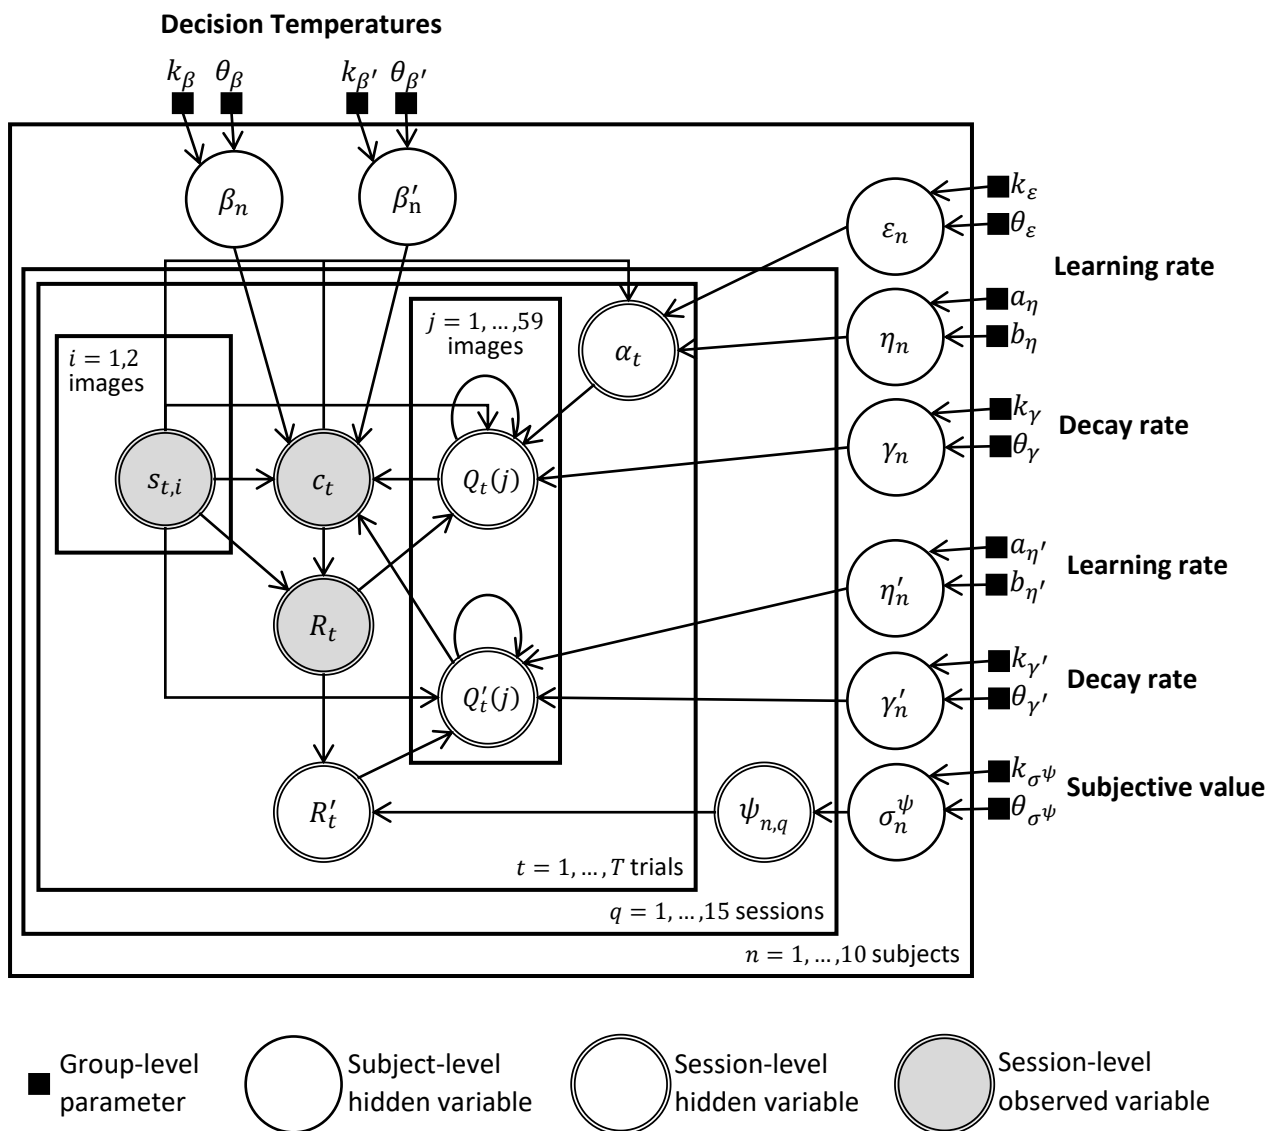 Decision Temperatures
k_β θ_β k_β′ θ_β′
β_n β′_n
k_ε
ε_n
θ_ε
Learning rate
a_η
η_n
b_η
j = 1, …,59
images
α_t
i = 1,2
images
k_γ
γ_n
θ_γ
Decay rate
s_{t,i} c_t Q_t(j)
a_η′
η′_n
b_η′
Learning rate
R_t
k_γ′
γ′_n
θ_γ′
Decay rate
Q′_t(j)
k_σ^ψ
R′_t ψ_{n,q} σ_n^ψ
θ_σ^ψ
Subjective value
t = 1, …, T trials
q = 1, …,15 sessions
n = 1, …,10 subjects
Group-level
parameter
Subject-level
hidden variable
Session-level
hidden variable
Session-level
observed variable